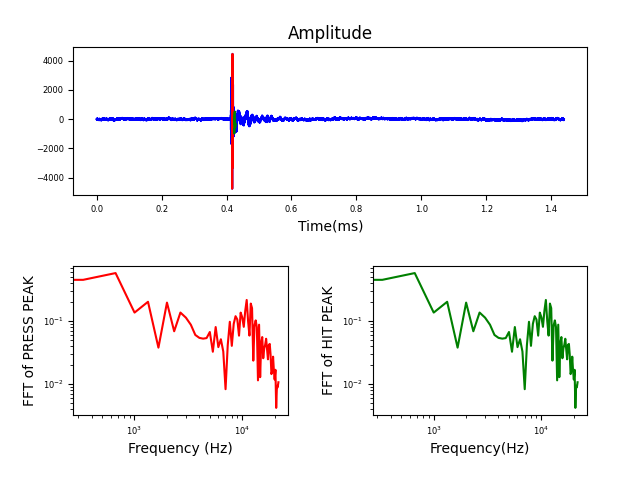 Amplitude
4000
2000
0
−2000
−4000
0.0 0.2 0.4 0.6 0.8 1.0 1.2 1.4
Time(ms)
FFT of PRESS PEAK
10⁻¹
10⁻²
10³ 10⁴
Frequency (Hz)
FFT of HIT PEAK
10⁻¹
10⁻²
10³ 10⁴
Frequency(Hz)